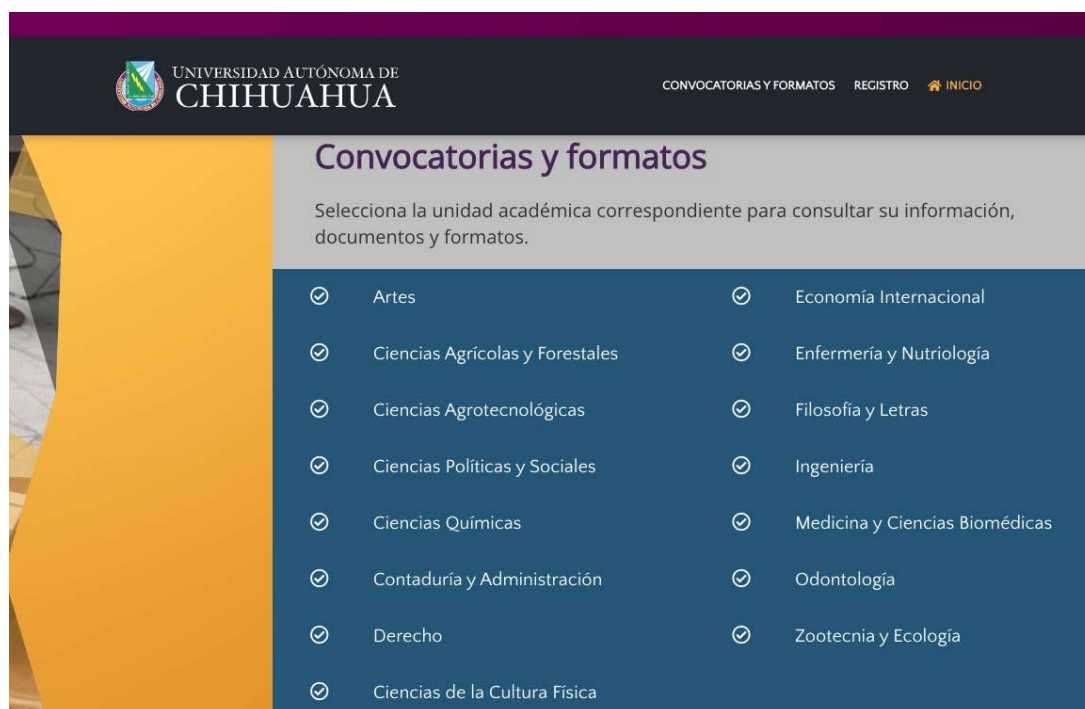 UNIVERSIDAD AUTÓNOMA DE
CHIHUAHUA
CONVOCATORIAS Y FORMATOS REGISTRO INICIO
Convocatorias y formatos
Selecciona la unidad académica correspondiente para consultar su información,
documentos y formatos.
Artes
Ciencias Agrícolas y Forestales
Ciencias Agrotecnológicas
Ciencias Políticas y Sociales
Ciencias Químicas
Contaduría y Administración
Derecho
Ciencias de la Cultura Física
Economía Internacional
Enfermería y Nutriología
Filosofía y Letras
Ingeniería
Medicina y Ciencias Biomédicas
Odontología
Zootecnia y Ecología